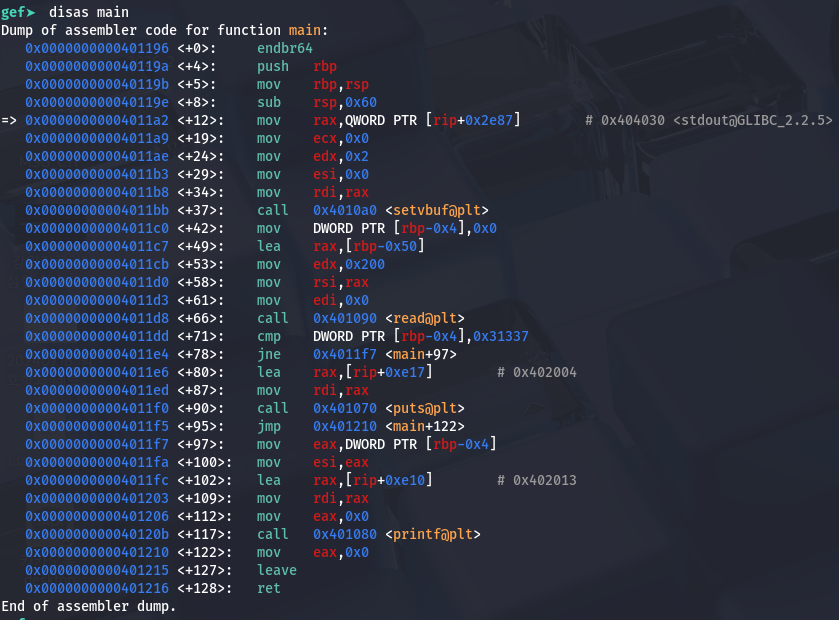 gef➤  disas main
Dump of assembler code for function main:
   0x0000000000401196 <+0>:     endbr64
   0x000000000040119a <+4>:     push   rbp
   0x000000000040119b <+5>:     mov    rbp,rsp
   0x000000000040119e <+8>:     sub    rsp,0x60
=> 0x00000000004011a2 <+12>:    mov    rax,QWORD PTR [rip+0x2e87]        # 0x404030 <stdout@GLIBC_2.2.5>
   0x00000000004011a9 <+19>:    mov    ecx,0x0
   0x00000000004011ae <+24>:    mov    edx,0x2
   0x00000000004011b3 <+29>:    mov    esi,0x0
   0x00000000004011b8 <+34>:    mov    rdi,rax
   0x00000000004011bb <+37>:    call   0x4010a0 <setvbuf@plt>
   0x00000000004011c0 <+42>:    mov    DWORD PTR [rbp-0x4],0x0
   0x00000000004011c7 <+49>:    lea    rax,[rbp-0x50]
   0x00000000004011cb <+53>:    mov    edx,0x200
   0x00000000004011d0 <+58>:    mov    rsi,rax
   0x00000000004011d3 <+61>:    mov    edi,0x0
   0x00000000004011d8 <+66>:    call   0x401090 <read@plt>
   0x00000000004011dd <+71>:    cmp    DWORD PTR [rbp-0x4],0x31337
   0x00000000004011e4 <+78>:    jne    0x4011f7 <main+97>
   0x00000000004011e6 <+80>:    lea    rax,[rip+0xe17]        # 0x402004
   0x00000000004011ed <+87>:    mov    rdi,rax
   0x00000000004011f0 <+90>:    call   0x401070 <puts@plt>
   0x00000000004011f5 <+95>:    jmp    0x401210 <main+122>
   0x00000000004011f7 <+97>:    mov    eax,DWORD PTR [rbp-0x4]
   0x00000000004011fa <+100>:   mov    esi,eax
   0x00000000004011fc <+102>:   lea    rax,[rip+0xe10]        # 0x402013
   0x0000000000401203 <+109>:   mov    rdi,rax
   0x0000000000401206 <+112>:   mov    eax,0x0
   0x000000000040120b <+117>:   call   0x401080 <printf@plt>
   0x0000000000401210 <+122>:   mov    eax,0x0
   0x0000000000401215 <+127>:   leave
   0x0000000000401216 <+128>:   ret
End of assembler dump.